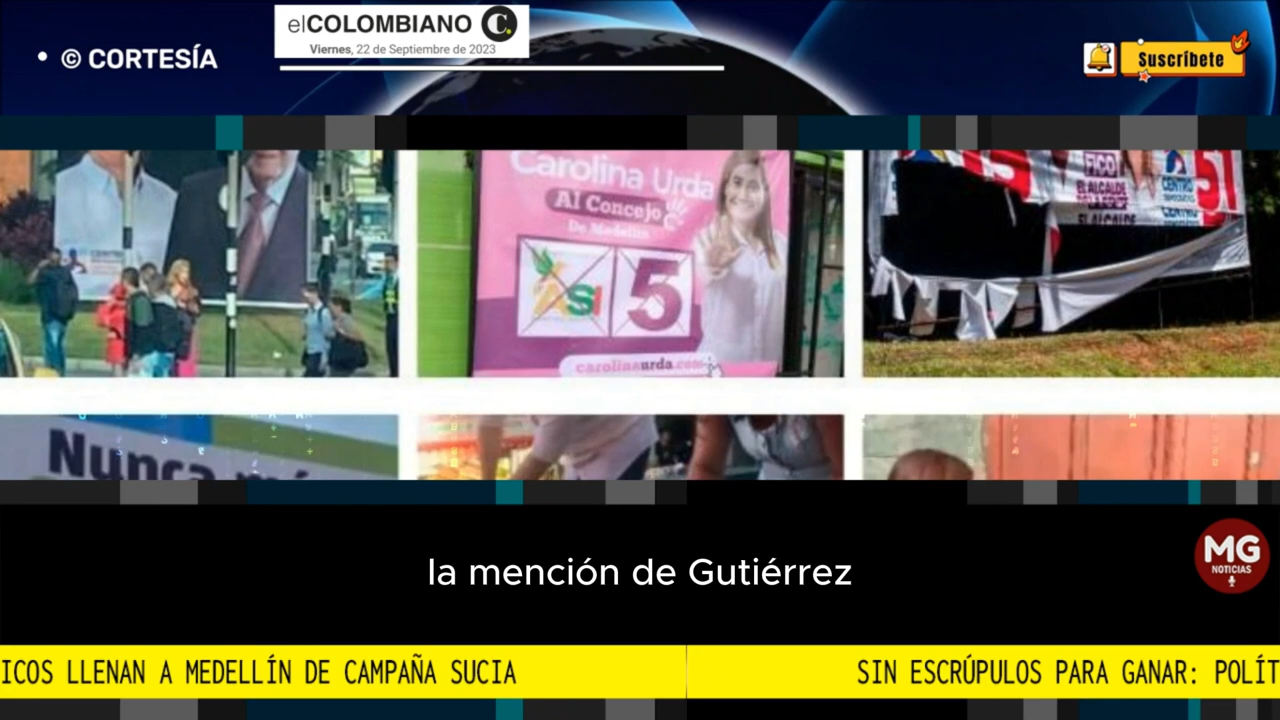 elCOLOMBIANO C.
Viernes, 22 de Septiembre de 2023
• © CORTESÍA
Suscríbete
Carolina Urda
Al Concejo
De Medellín
ASI 5
carolinaurda.com
FICO
EL ALCALDE
CENTRO
SI
Nunca
la mención de Gutiérrez
MG
NOTICIAS
ICOS LLENAN A MEDELLÍN DE CAMPAÑA SUCIA
SIN ESCRÚPULOS PARA GANAR: POLÍT